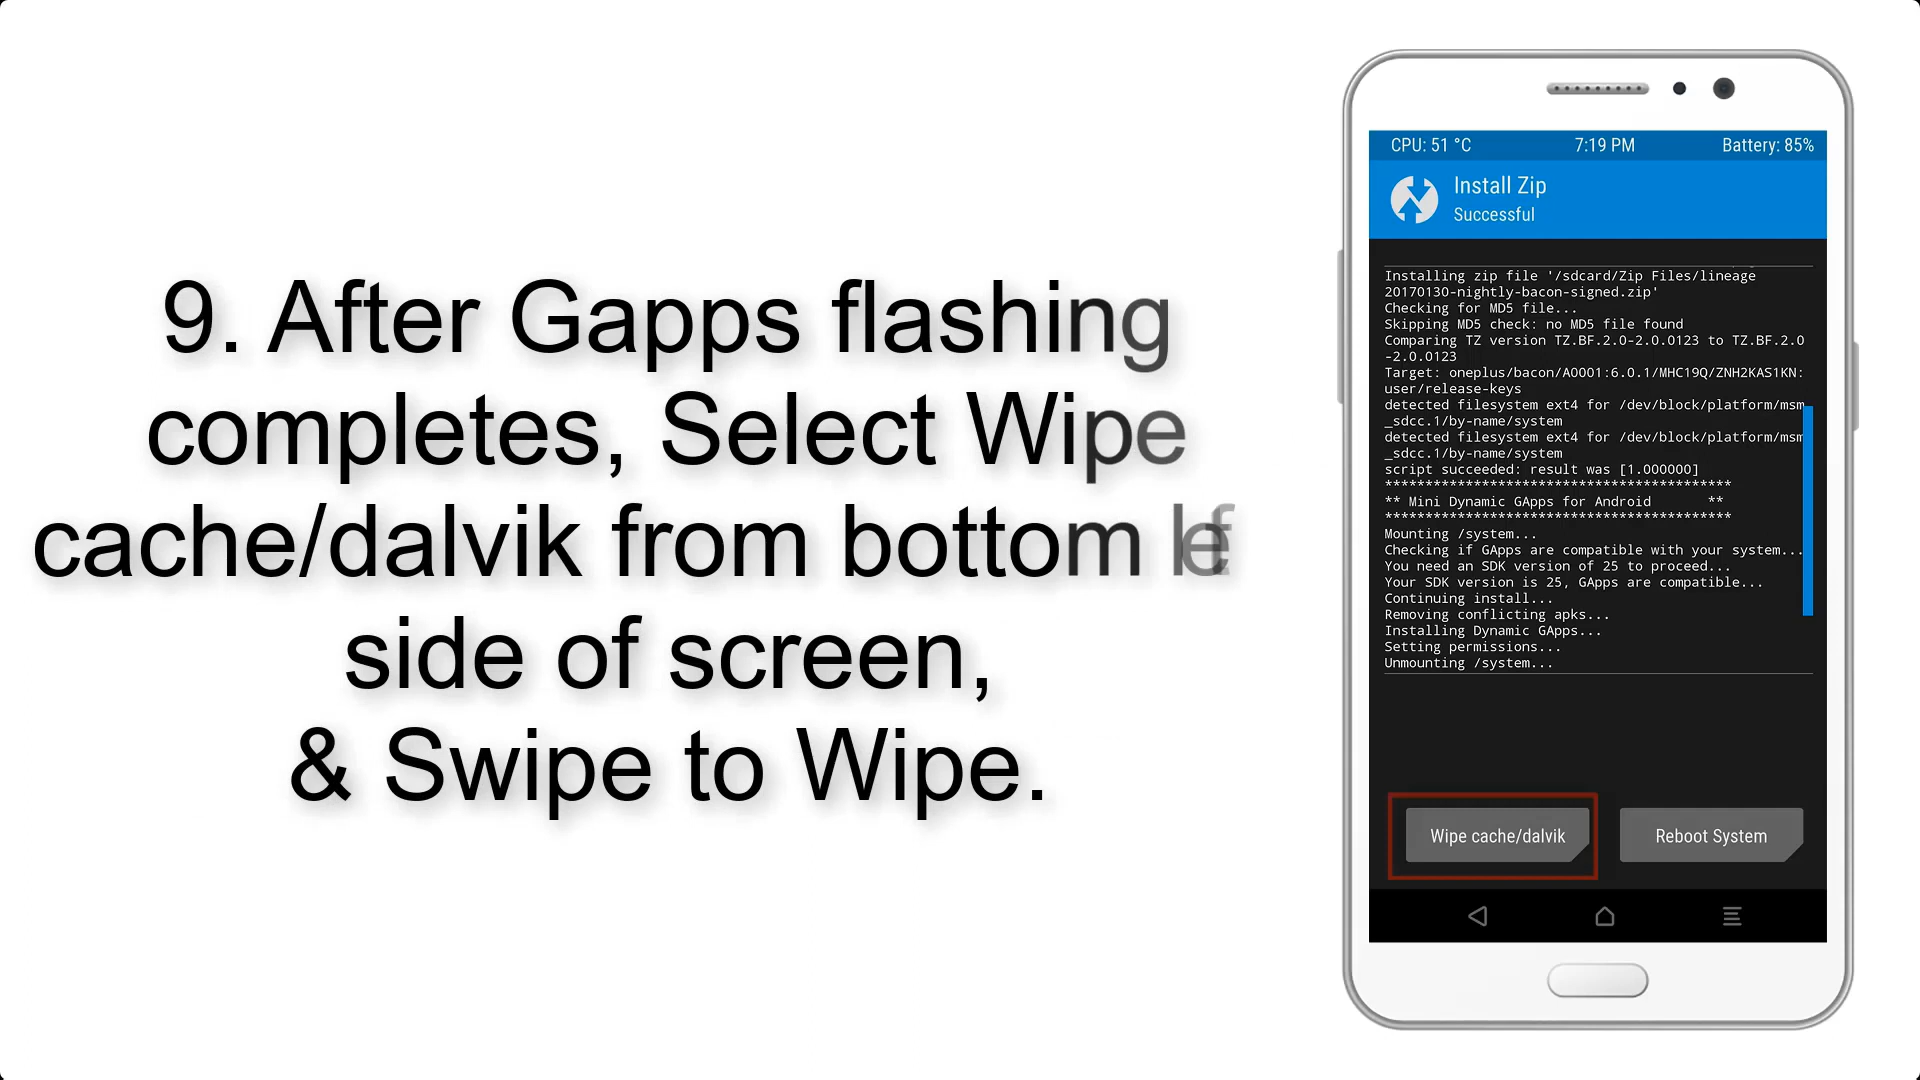 9. After Gapps flashing
completes, Select Wipe
cache/dalvik from bottom lef
side of screen,
& Swipe to Wipe.
CPU: 51 °C 7:19 PM Battery: 85%
Install Zip
Successful
Installing zip file '/sdcard/Zip Files/lineage
20170130-nightly-bacon-signed.zip'
Checking for MD5 file...
Skipping MD5 check: no MD5 file found
Comparing TZ version TZ.BF.2.0-2.0.0123 to TZ.BF.2.0
-2.0.0123
Target: oneplus/bacon/A0001:6.0.1/MHC19Q/ZNH2KAS1KN:
user/release-keys
detected filesystem ext4 for /dev/block/platform/msm
_sdcc.1/by-name/system
detected filesystem ext4 for /dev/block/platform/msm
_sdcc.1/by-name/system
script succeeded: result was [1.000000]
*******************************************
** Mini Dynamic GApps for Android **
*******************************************
Mounting /system...
Checking if GApps are compatible with your system...
You need an SDK version of 25 to proceed...
Your SDK version is 25, GApps are compatible...
Continuing install...
Removing conflicting apks...
Installing Dynamic GApps...
Setting permissions...
Unmounting /system...
Wipe cache/dalvik Reboot System